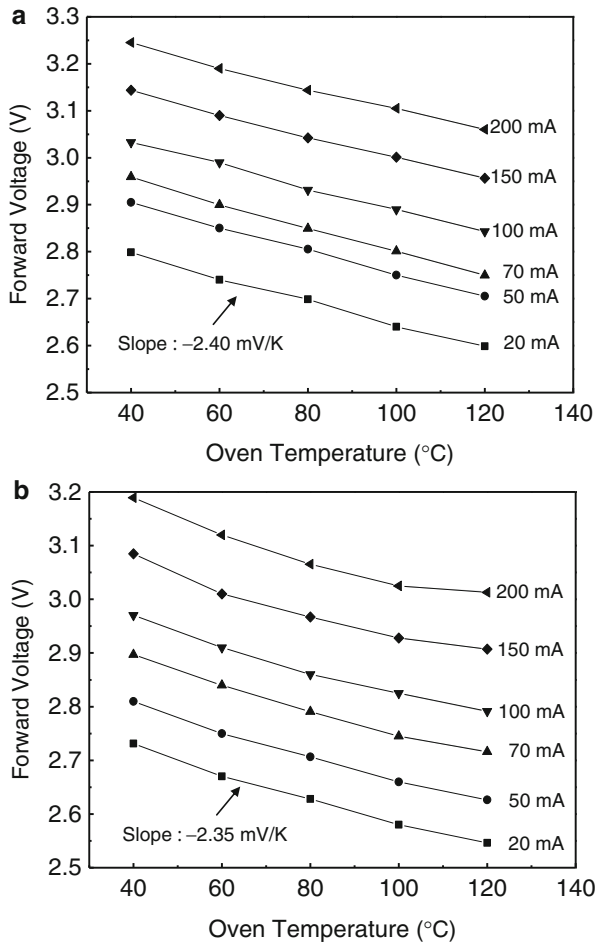 a
3.3
3.2
3.1
3.0
2.9
2.8
2.7
2.6
2.5
Forward Voltage (V)
200 mA
150 mA
100 mA
70 mA
50 mA
20 mA
Slope : –2.40 mV/K
40 60 80 100 120 140
Oven Temperature (°C)
b
3.2
3.1
3.0
2.9
2.8
2.7
2.6
2.5
Forward Voltage (V)
200 mA
150 mA
100 mA
70 mA
50 mA
20 mA
Slope : –2.35 mV/K
40 60 80 100 120 140
Oven Temperature (°C)